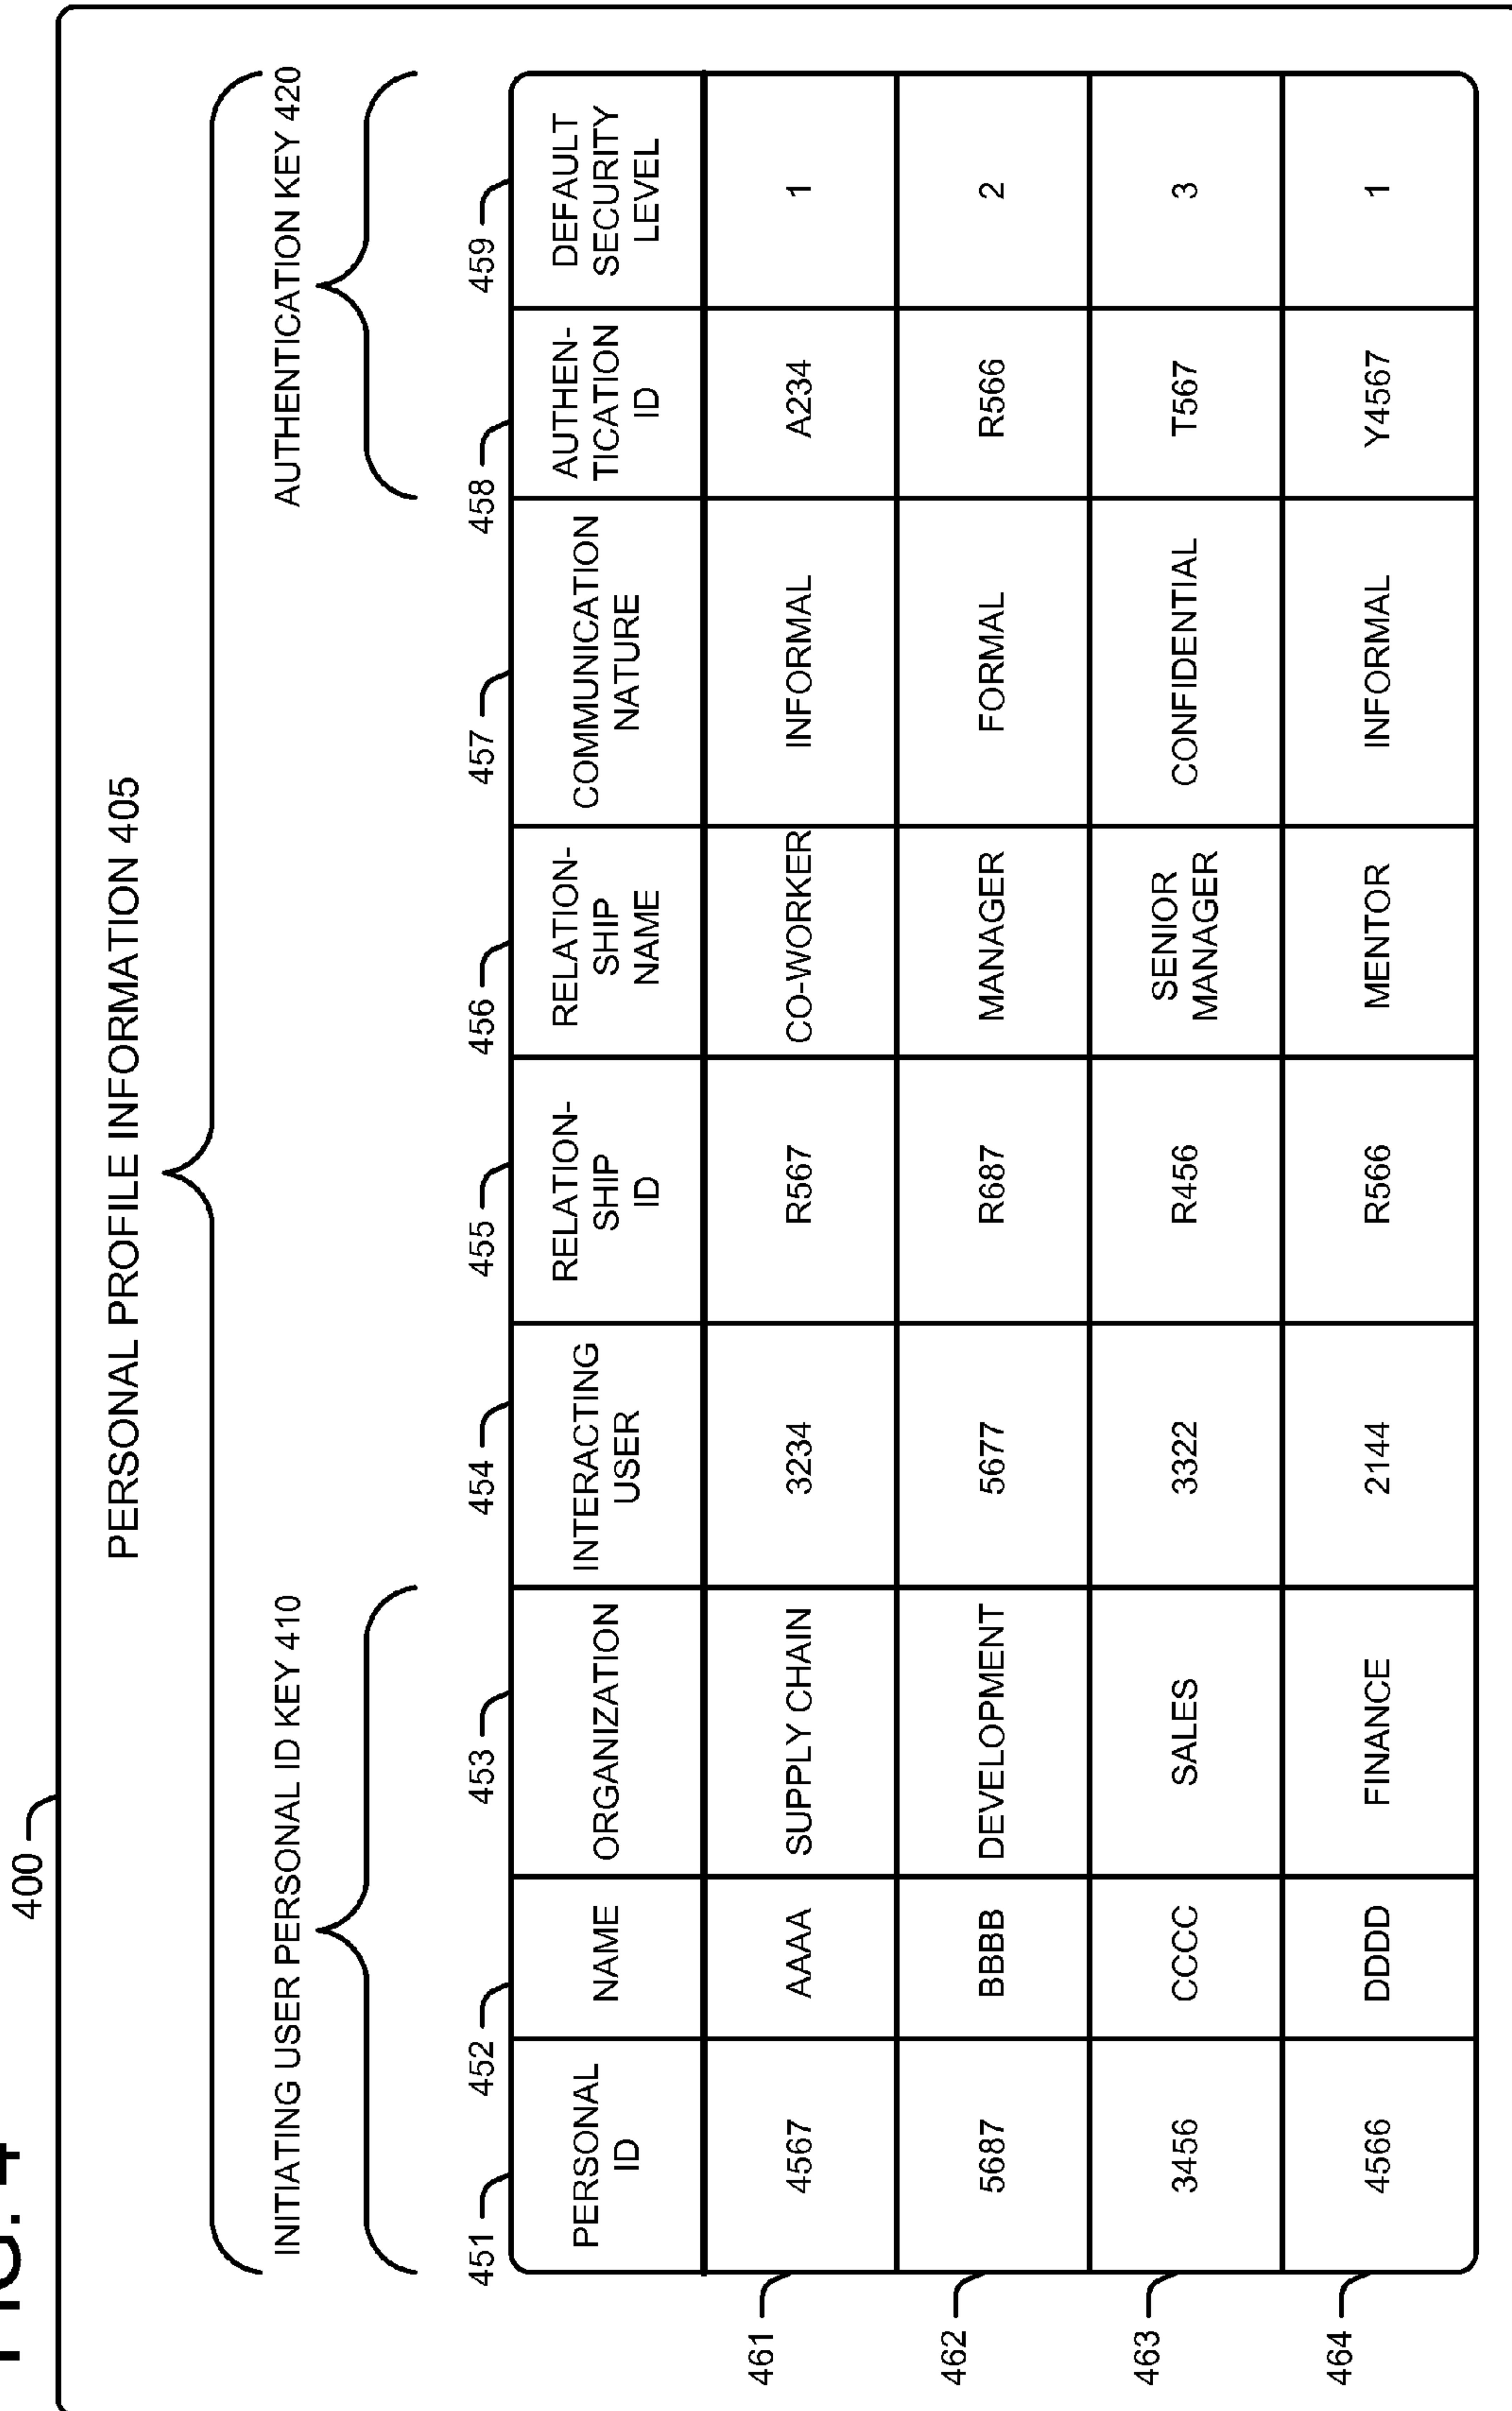 FIG. 4
400
PERSONAL PROFILE INFORMATION 405
INITIATING USER PERSONAL ID KEY 410
AUTHENTICATION KEY 420
451
452
453
454
455
456
457
458
459
PERSONAL
ID
NAME
ORGANIZATION
INTERACTING
USER
RELATION-
SHIP
ID
RELATION-
SHIP
NAME
COMMUNICATION
NATURE
AUTHEN-
TICATION
ID
DEFAULT
SECURITY
LEVEL
461
4567
AAAA
SUPPLY CHAIN
3234
R567
CO-WORKER
INFORMAL
A234
1
462
5687
BBBB
DEVELOPMENT
5677
R687
MANAGER
FORMAL
R566
2
463
3456
CCCC
SALES
3322
R456
SENIOR
MANAGER
CONFIDENTIAL
T567
3
464
4566
DDDD
FINANCE
2144
R566
MENTOR
INFORMAL
Y4567
1